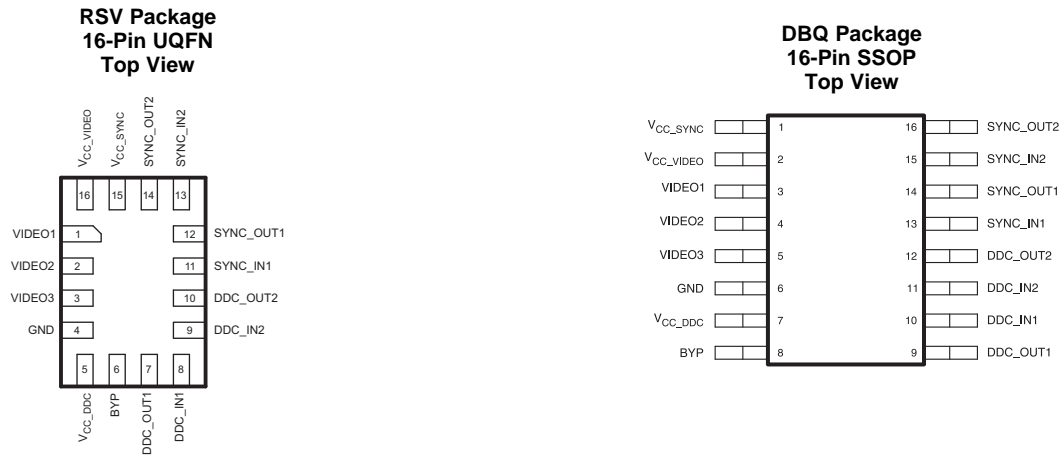 RSV Package
16-Pin UQFN
Top View
VCC_VIDEO
VCC_SYNC
SYNC_OUT2
SYNC_IN2
16 15 14 13
VIDEO1 1 12 SYNC_OUT1
VIDEO2 2 11 SYNC_IN1
VIDEO3 3 10 DDC_OUT2
GND 4 9 DDC_IN2
5 6 7 8
VCC_DDC
BYP
DDC_OUT1
DDC_IN1
DBQ Package
16-Pin SSOP
Top View
VCC_SYNC 1 16 SYNC_OUT2
VCC_VIDEO 2 15 SYNC_IN2
VIDEO1 3 14 SYNC_OUT1
VIDEO2 4 13 SYNC_IN1
VIDEO3 5 12 DDC_OUT2
GND 6 11 DDC_IN2
VCC_DDC 7 10 DDC_IN1
BYP 8 9 DDC_OUT1